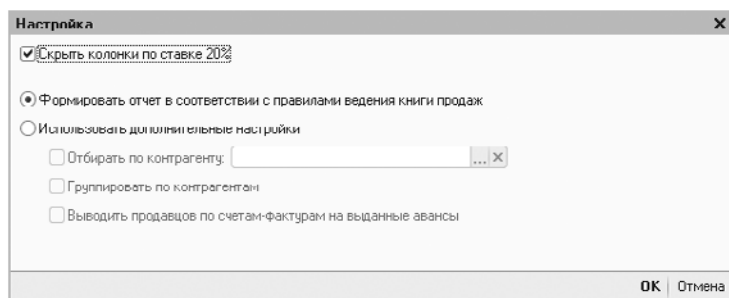 Настройка
Скрыть колонки по ставке 20%
Формировать отчет в соответствии с правилами ведения книги продаж
Использовать дополнительные настройки
Отбирать по контрагенту:
Группировать по контрагентам
Выводить продавцов по счетам-фактурам на выданные авансы
OK Отмена